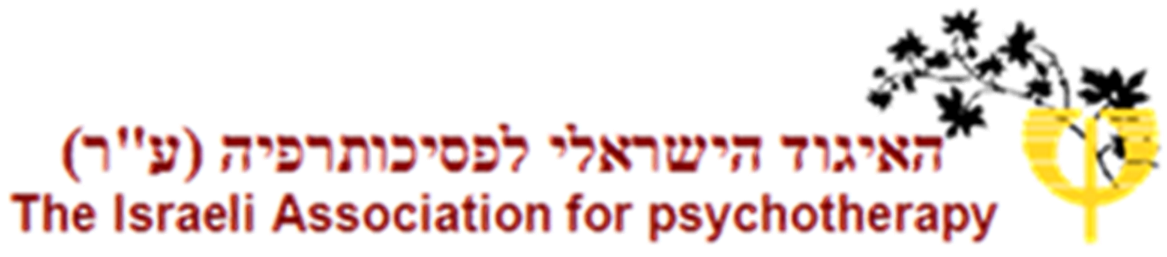 האיגוד הישראלי לפסיכותרפיה (ע"ר)
The Israeli Association for psychotherapy